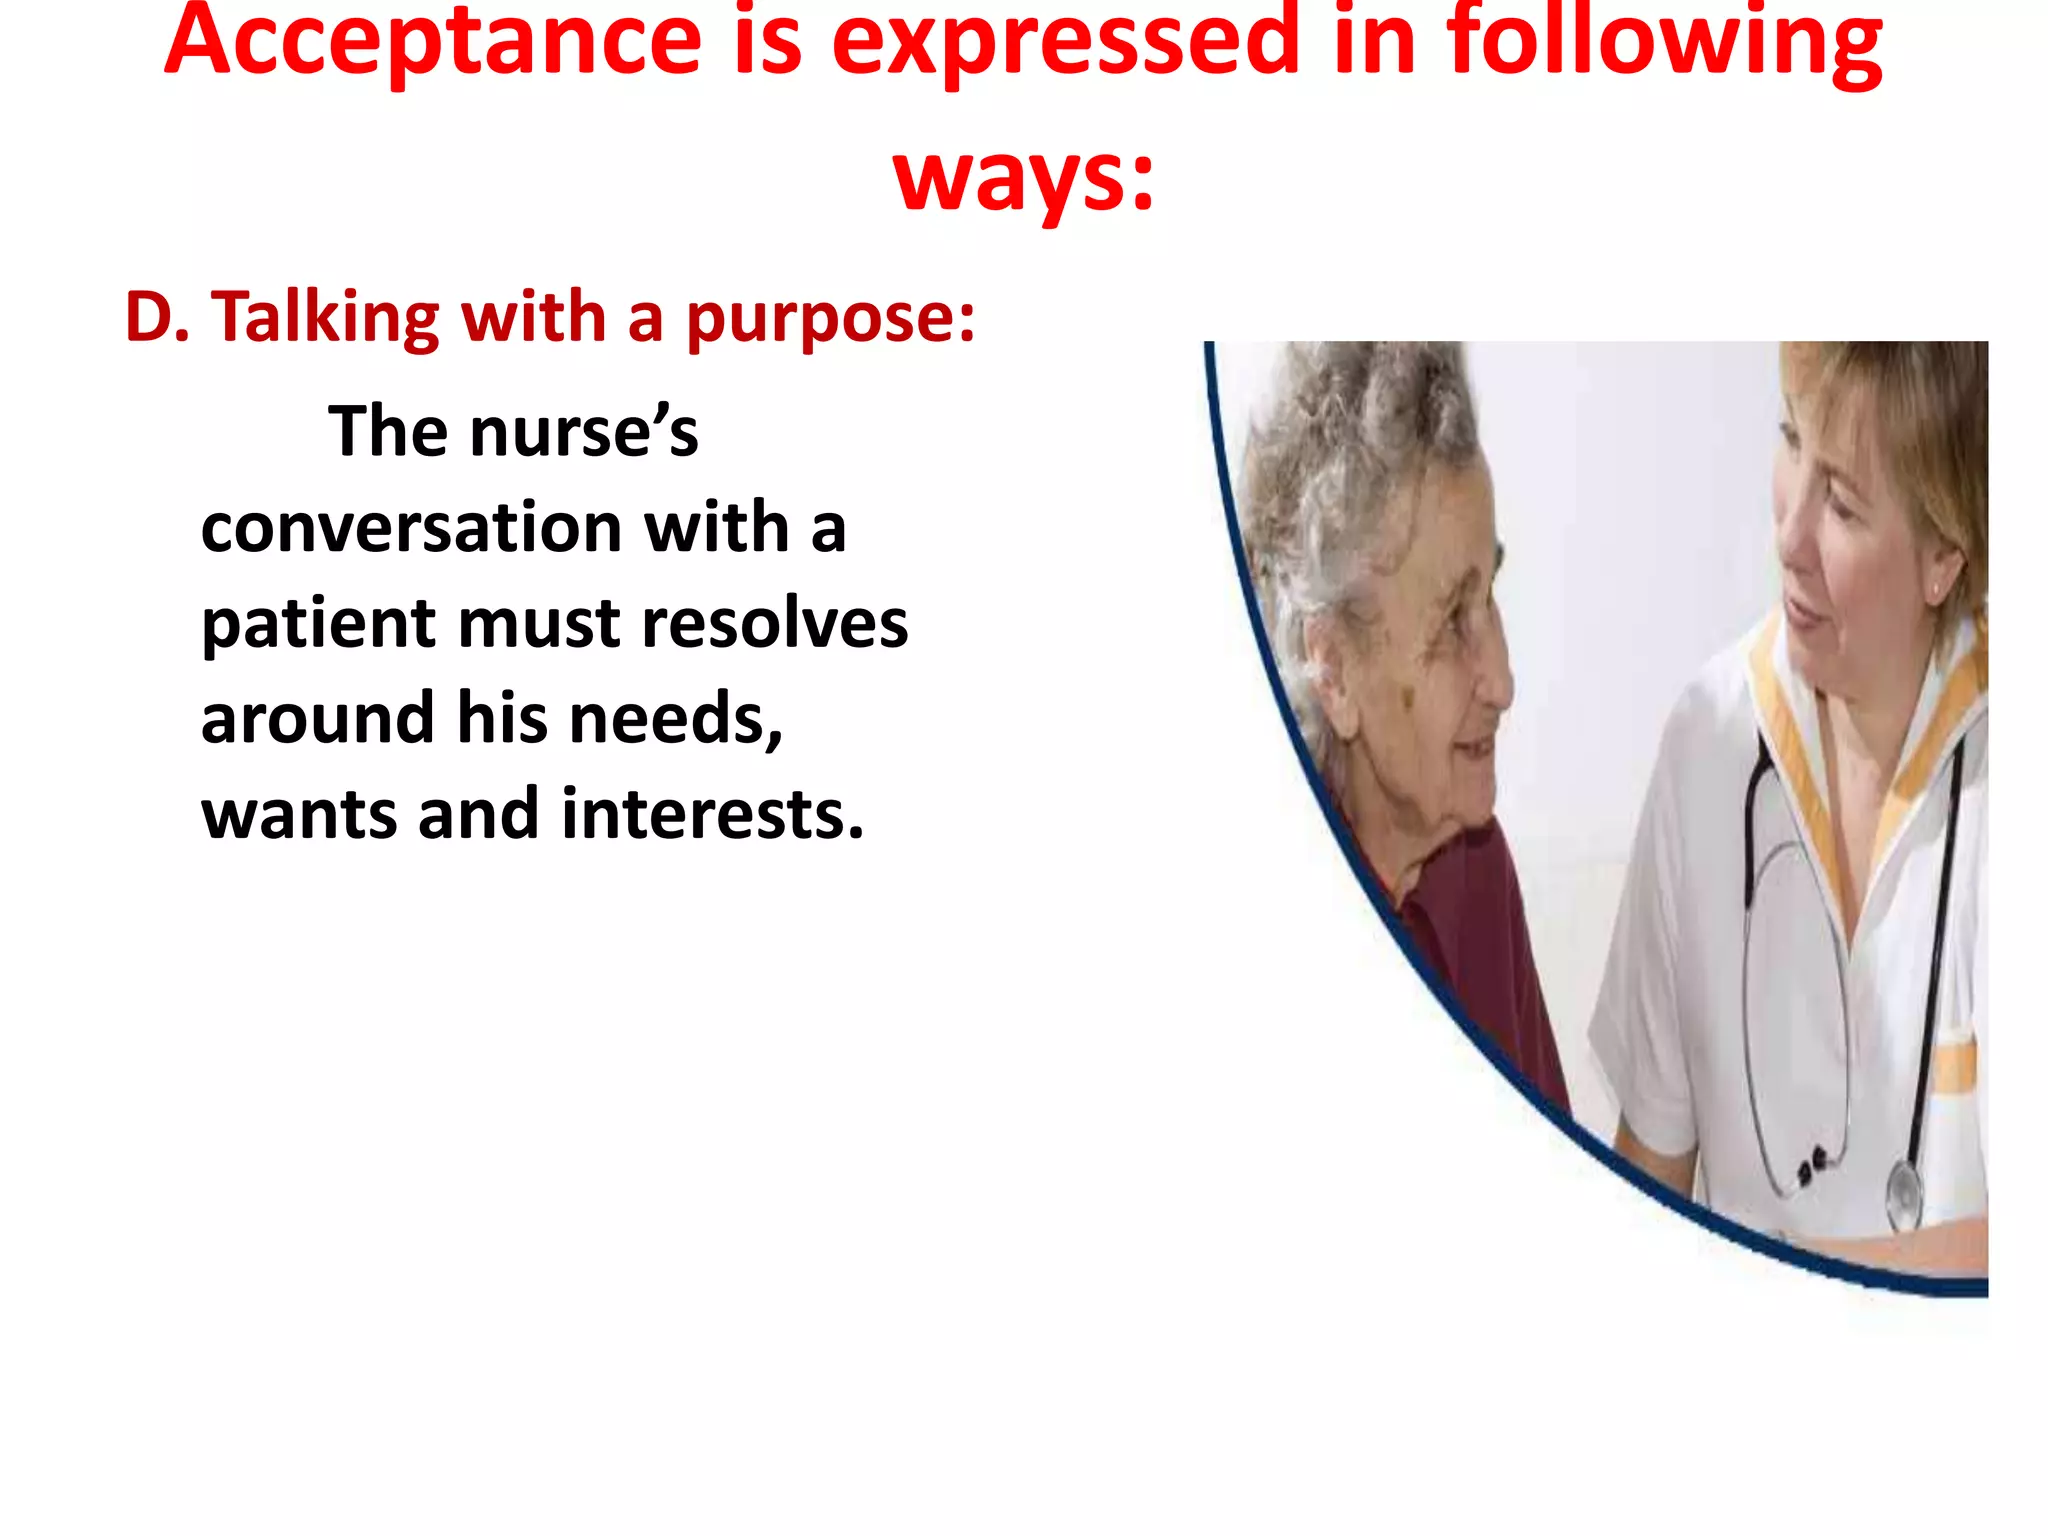 Acceptance is expressed in following
ways:
D. Talking with a purpose:
The nurse’s
conversation with a
patient must resolves
around his needs,
wants and interests.